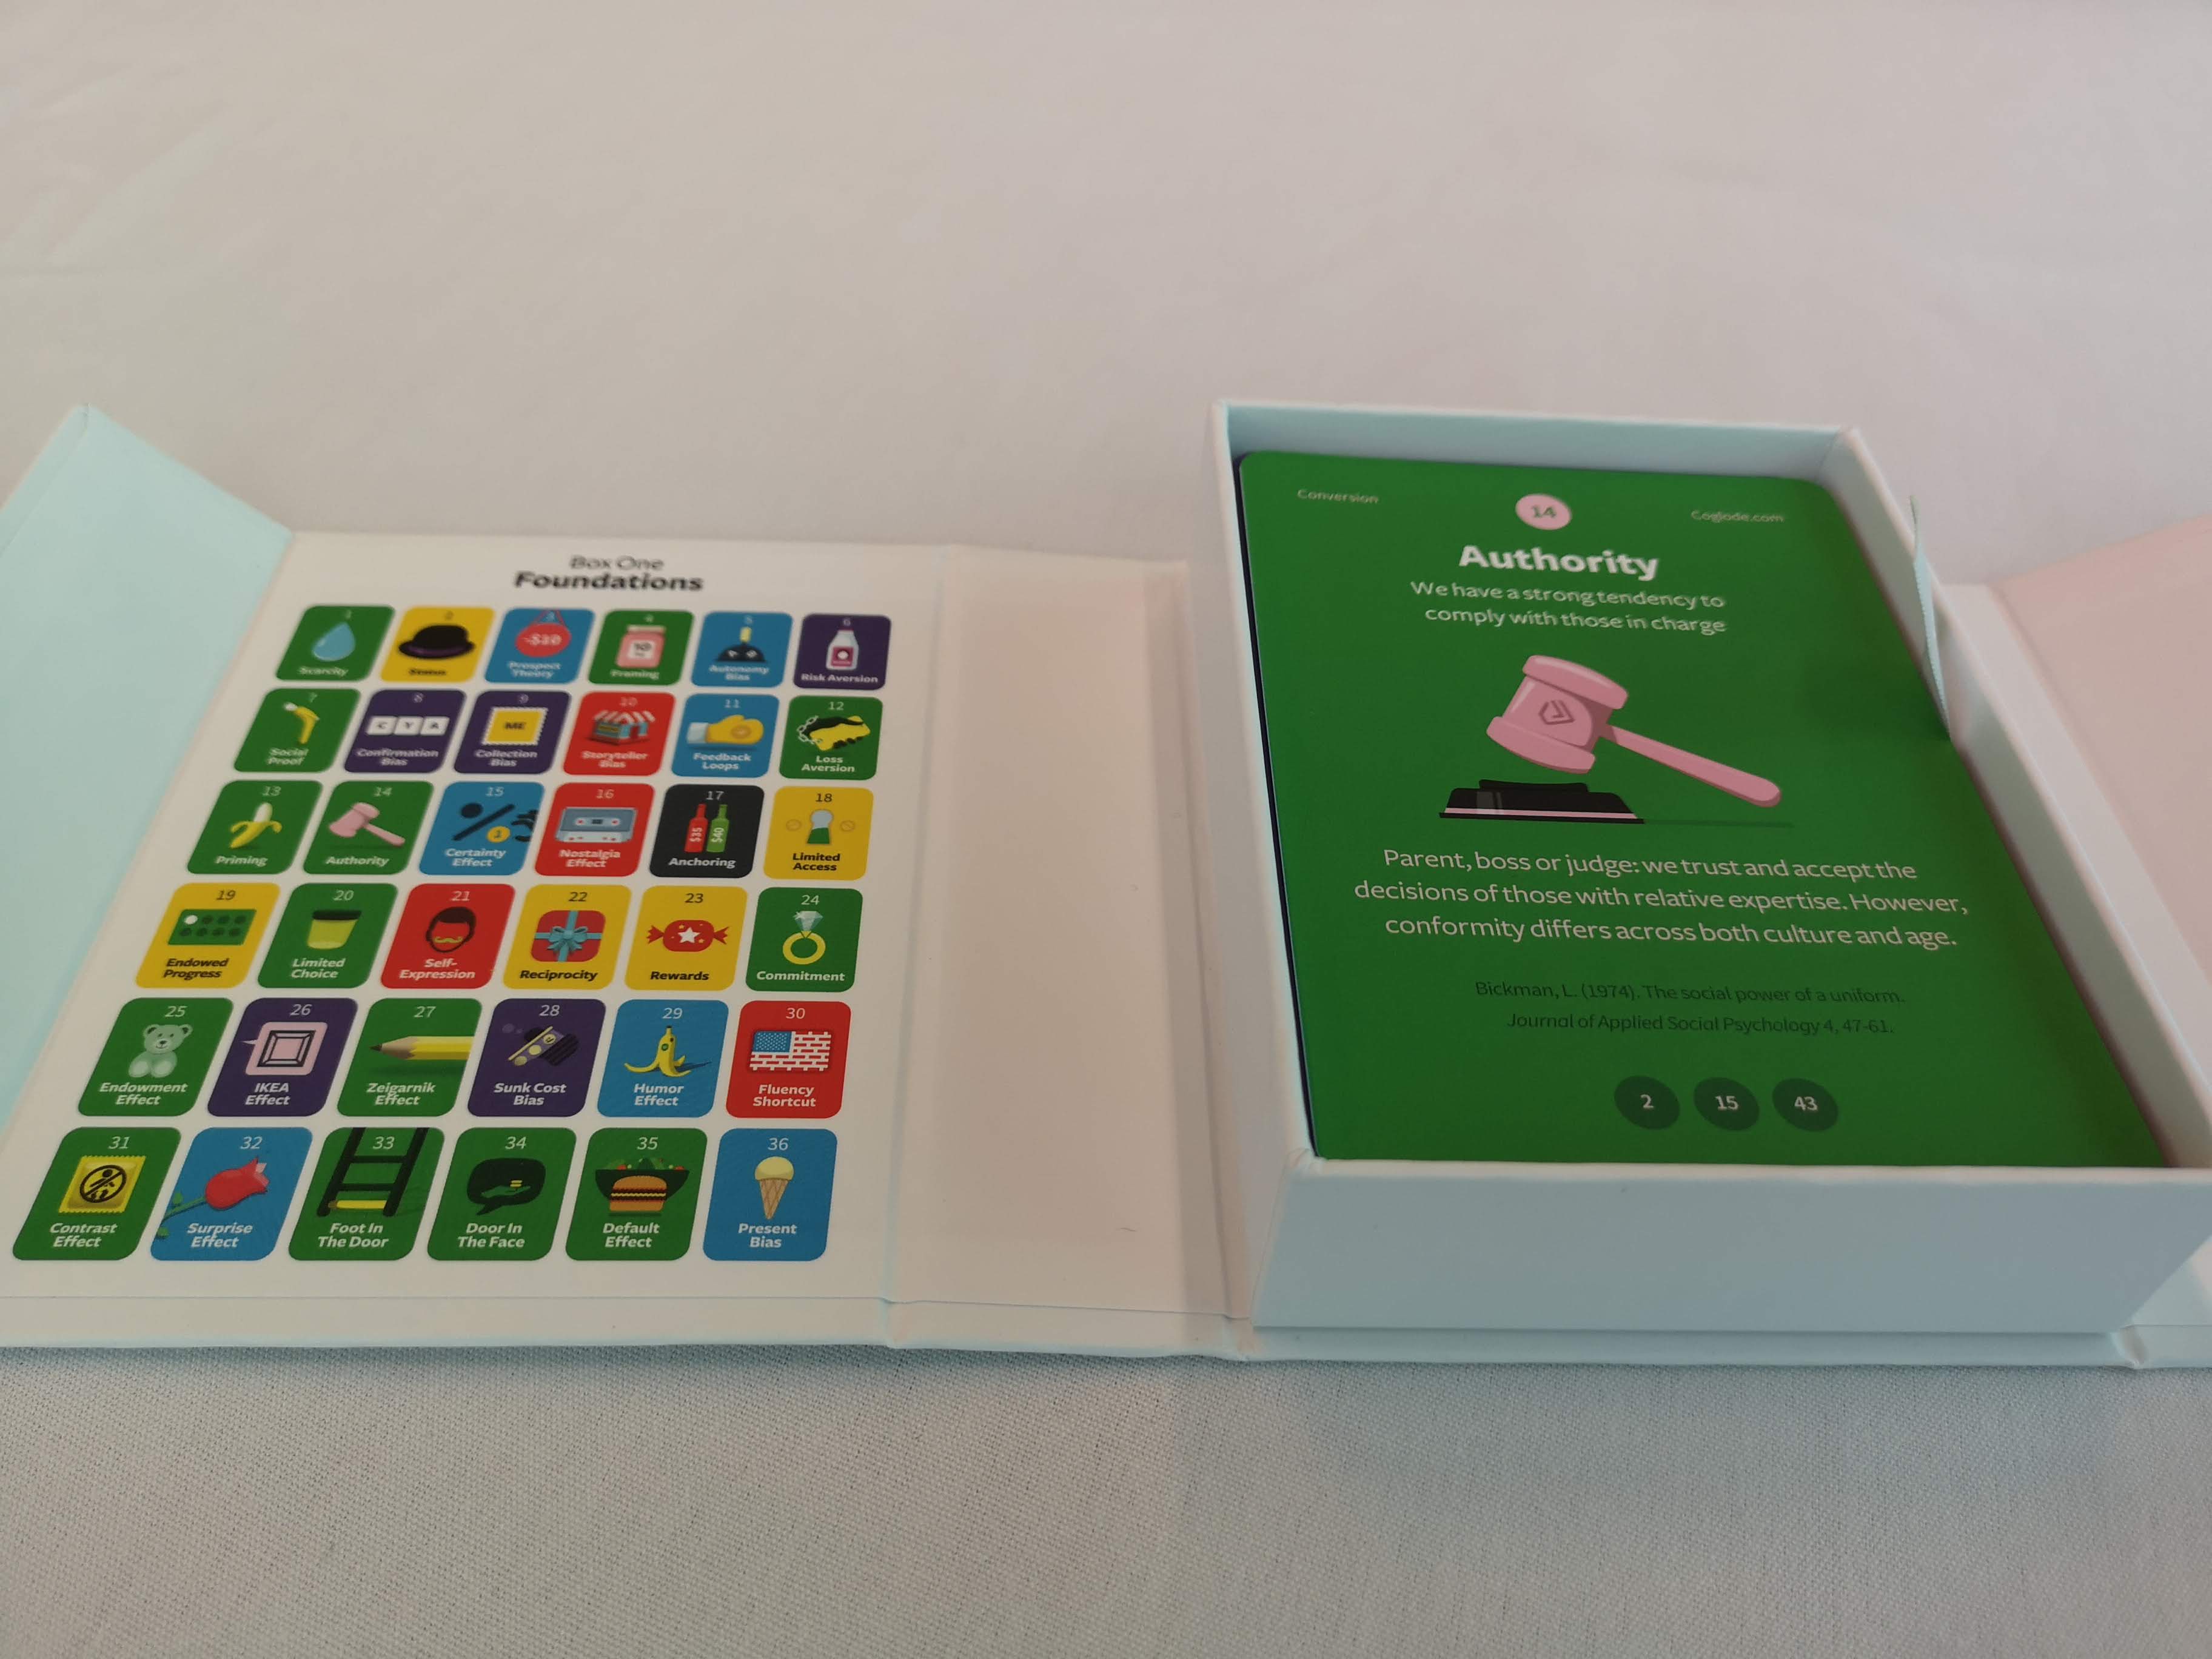 Box One
Foundations
1
Scarcity
2
Status
3
-$10
Prospect
Theory
4
10
Framing
5
Autonomy
Bias
6
Risk Aversion
7
Social
Proof
8
C Y A
Confirmation
Bias
9
ME
Collection
Bias
10
Storyteller
Bias
11
Feedback
Loops
12
Loss
Aversion
13
Priming
14
Authority
15
1
Certainty
Effect
16
Nostalgia
Effect
17
$35 $40
Anchoring
18
Limited
Access
19
Endowed
Progress
20
Limited
Choice
21
Self-
Expression
22
Reciprocity
23
Rewards
24
Commitment
25
Endowment
Effect
26
IKEA
Effect
27
Zeigarnik
Effect
28
Sunk Cost
Bias
29
Humor
Effect
30
Fluency
Shortcut
31
Contrast
Effect
32
Surprise
Effect
33
Foot In
The Door
34
Door In
The Face
35
Default
Effect
36
Present
Bias
Conversion
14
Coglode.com
Authority
We have a strong tendency to
comply with those in charge
Parent, boss or judge: we trust and accept the
decisions of those with relative expertise. However,
conformity differs across both culture and age.
Bickman, L. (1974). The social power of a uniform.
Journal of Applied Social Psychology 4, 47-61.
2 15 43